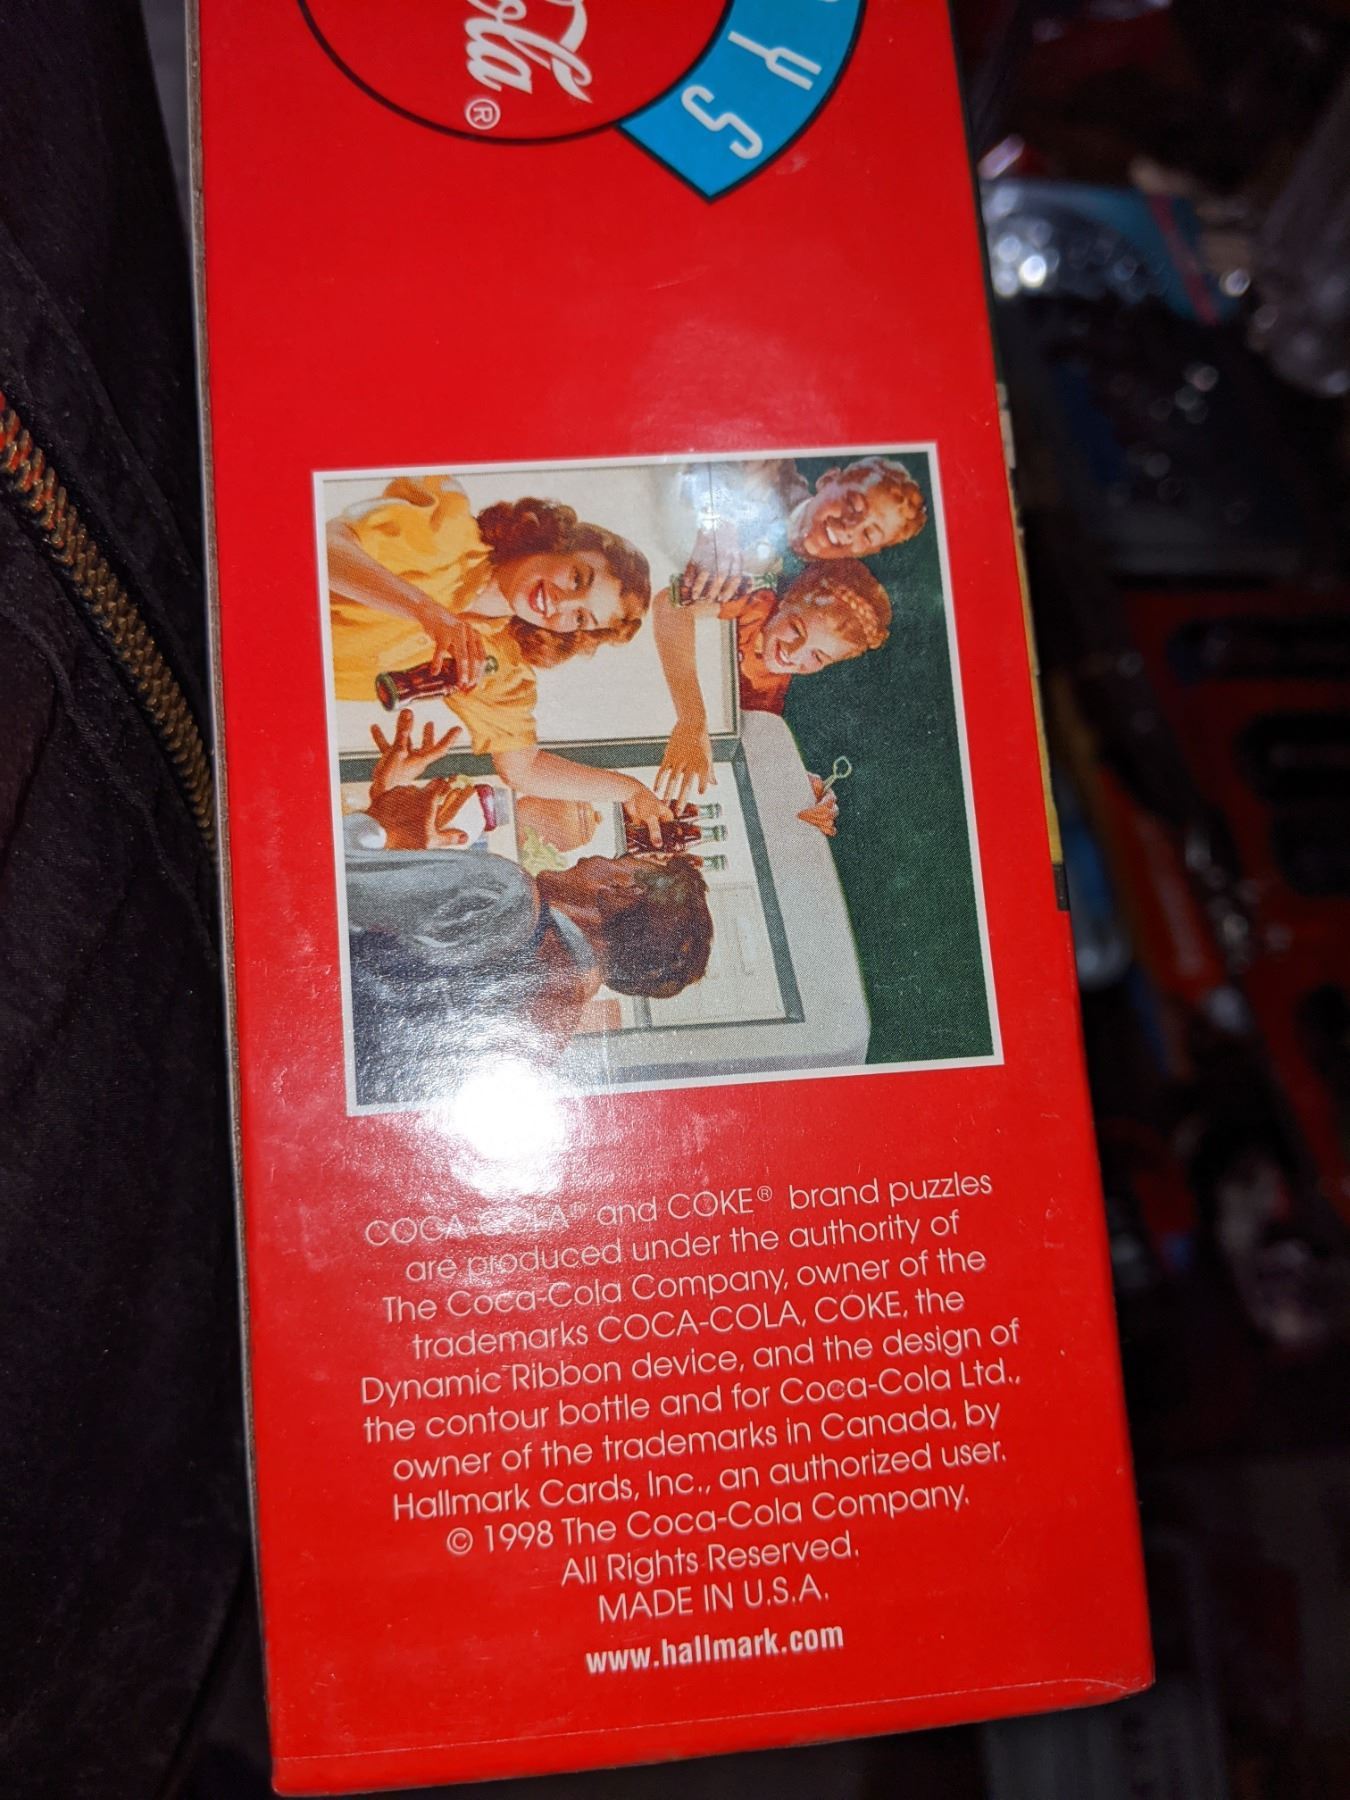 Cola®
YS
COCA-COLA® and COKE® brand puzzles
are produced under the authority of
The Coca-Cola Company, owner of the
trademarks COCA-COLA, COKE, the
Dynamic Ribbon device, and the design of
the contour bottle and for Coca-Cola Ltd.,
owner of the trademarks in Canada, by
Hallmark Cards, Inc., an authorized user.
© 1998 The Coca-Cola Company.
All Rights Reserved.
MADE IN U.S.A.
www.hallmark.com